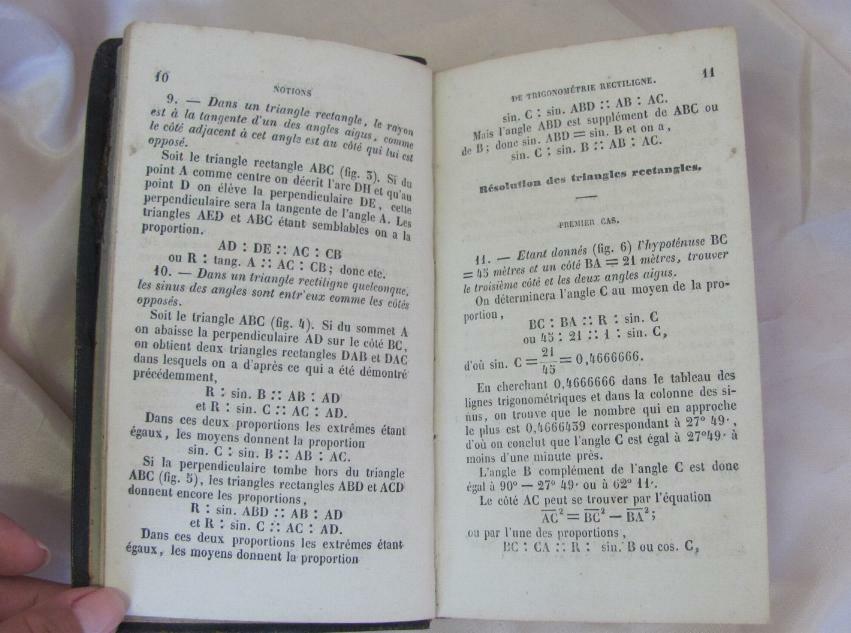 10
NOTIONS
9. — Dans un triangle rectangle, le rayon
est à la tangente d'un des angles aigus, comme
le côté adjacent à cet angle est au côté qui lui est
opposé.
Soit le triangle rectangle ABC (fig. 3). Si du
point A comme centre on décrit l'arc DH et qu'au
point D on élève la perpendiculaire DE, cette
perpendiculaire sera la tangente de l'angle A. Les
triangles AED et ABC étant semblables on a la
proportion.
AD : DE :: AC : CB
ou R : tang. A :: AC : CB; donc etc.
10. — Dans un triangle rectiligne quelconque,
les sinus des angles sont entr'eux comme les côtés
opposés.
Soit le triangle ABC (fig. 4). Si du sommet A
on abaisse la perpendiculaire AD sur le côté BC,
on obtient deux triangles rectangles DAB et DAC
dans lesquels on a d'après ce qui a été démontré
précédemment,
R : sin. B :: AB : AD
et R : sin. C :: AC : AD.
Dans ces deux proportions les extrêmes étant
égaux, les moyens donnent la proportion
sin. C : sin. B :: AB : AC.
Si la perpendiculaire tombe hors du triangle
ABC (fig. 5), les triangles rectangles ABD et ACD
donnent encore les proportions,
R : sin. ABD :: AB : AD
et R : sin. C :: AC : AD.
Dans ces deux proportions les extrêmes étant
égaux, les moyens donnent la proportion
DE TRIGONOMÉTRIE RECTILIGNE.
11
sin. C : sin. ABD :: AB : AC.
Mais l'angle ABD est supplément de ABC ou
de B; donc sin. ABD = sin. B et on a,
sin. C : sin. B :: AB : AC.
Résolution des triangles rectangles.
PREMIER CAS.
11. — Etant donnés (fig. 6) l'hypoténuse BC
= 45 mètres et un côté BA = 21 mètres, trouver
le troisième côté et les deux angles aigus.
On déterminera l'angle C au moyen de la pro-
portion,
BC : BA :: R : sin. C
ou 45 : 21 :: 1 : sin. C,
d'où sin. C = 21/45 = 0,4666666.
En cherchant 0,4666666 dans le tableau des
lignes trigonométriques et dans la colonne des si-
nus, on trouve que le nombre qui en approche
le plus est 0,4666439 correspondant à 27° 49',
d'où on conclut que l'angle C est égal à 27°49' à
moins d'une minute près.
L'angle B complément de l'angle C est donc
égal à 90° — 27° 49' ou à 62° 11'.
Le côté AC peut se trouver par l'équation
AC² = BC² — BA²;
ou par l'une des proportions,
BC : CA :: R : sin. B ou cos. C,